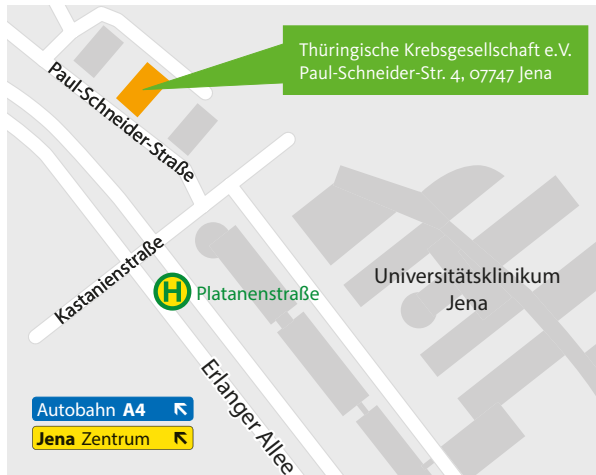 Thüringische Krebsgesellschaft e.V.
Paul-Schneider-Str. 4, 07747 Jena
Paul-Schneider-Straße
Kastanienstraße
H
Platanenstraße
Universitätsklinikum
Jena
Erlanger Allee
Autobahn A4
Jena Zentrum